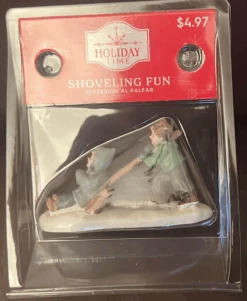 $4.97
HOLIDAY
TIME
SHOVELING FUN
DIVERSIÓN AL PALEAR